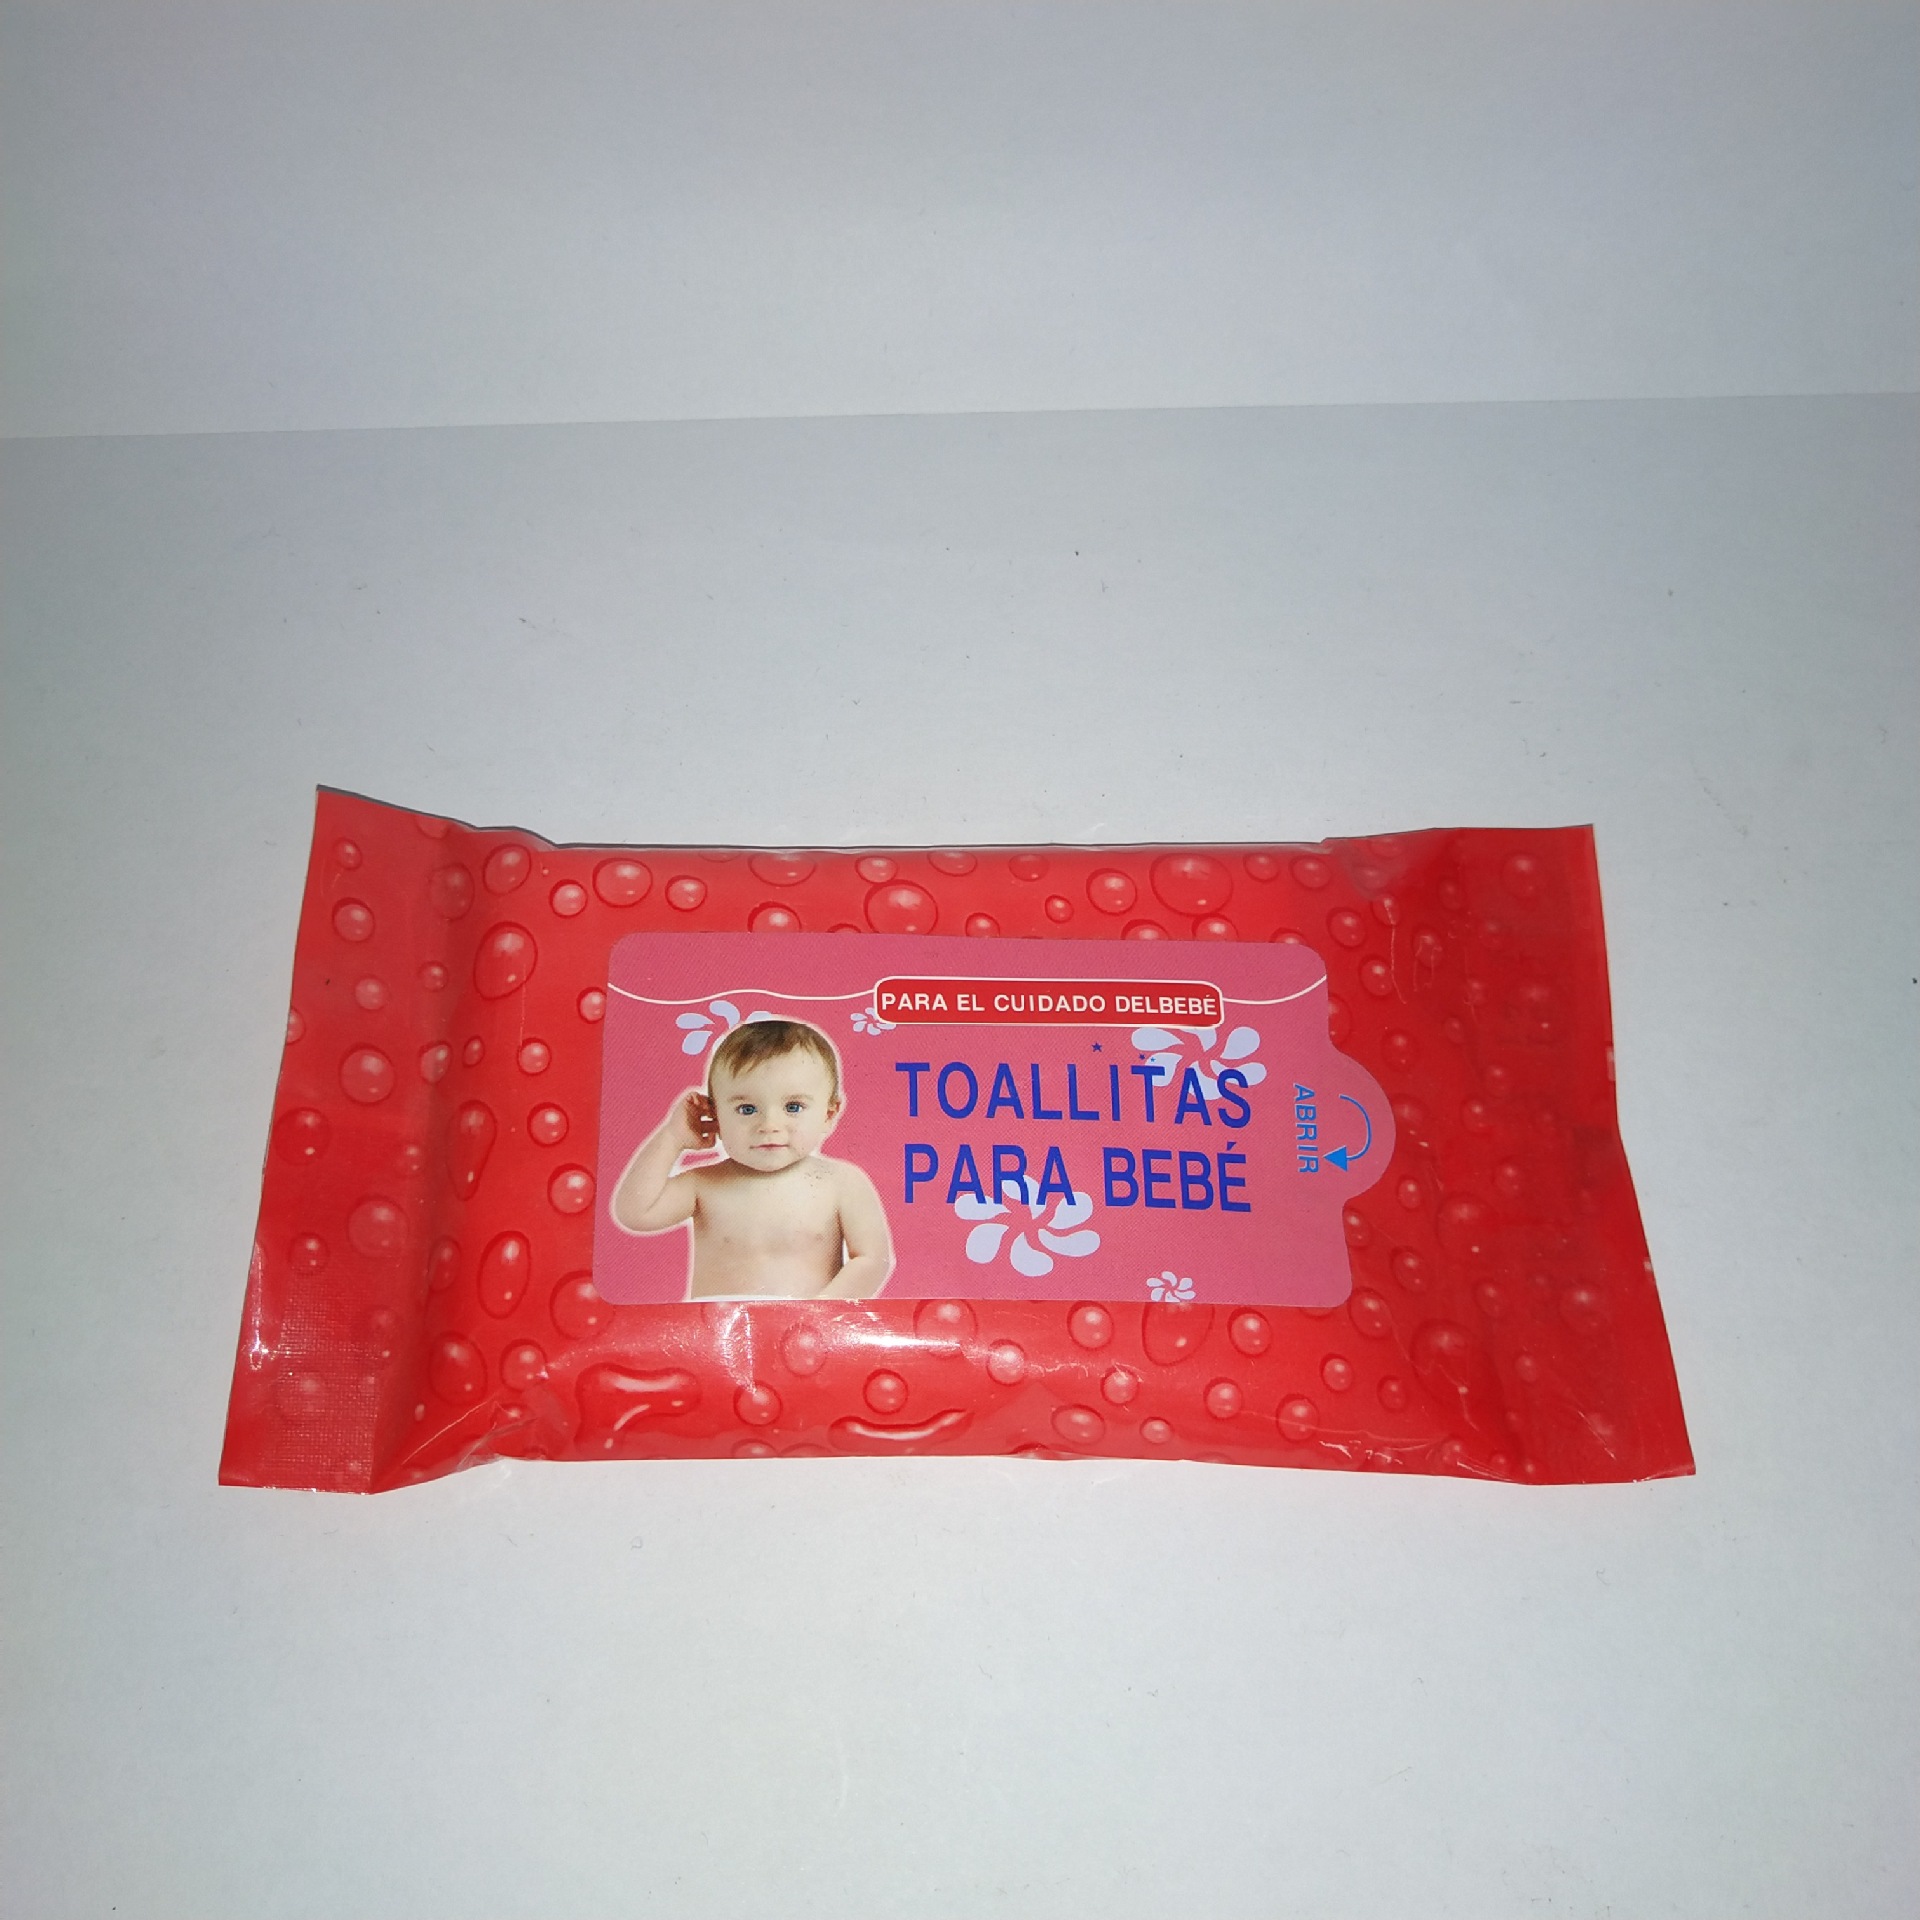 PARA EL CUIDADO DELBEBÉ
TOALLITAS
PARA BEBÉ
ABRIR